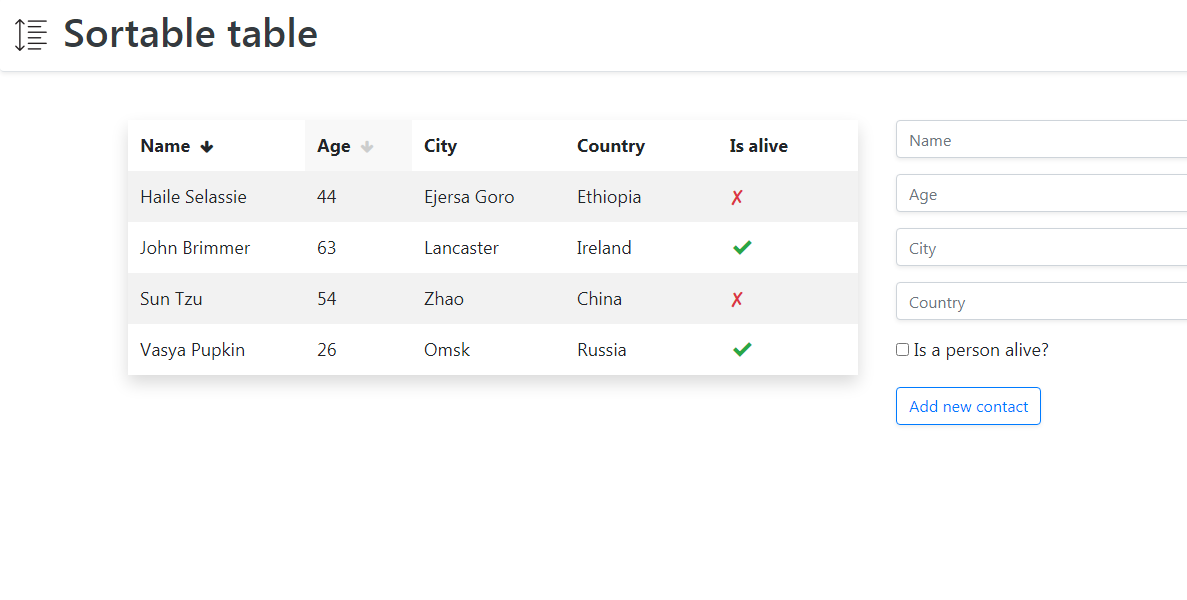 Sortable table
Name Age City Country Is alive
Haile Selassie 44 Ejersa Goro Ethiopia ✗
John Brimmer 63 Lancaster Ireland ✔
Sun Tzu 54 Zhao China ✗
Vasya Pupkin 26 Omsk Russia ✔
Name
Age
City
Country
Is a person alive?
Add new contact